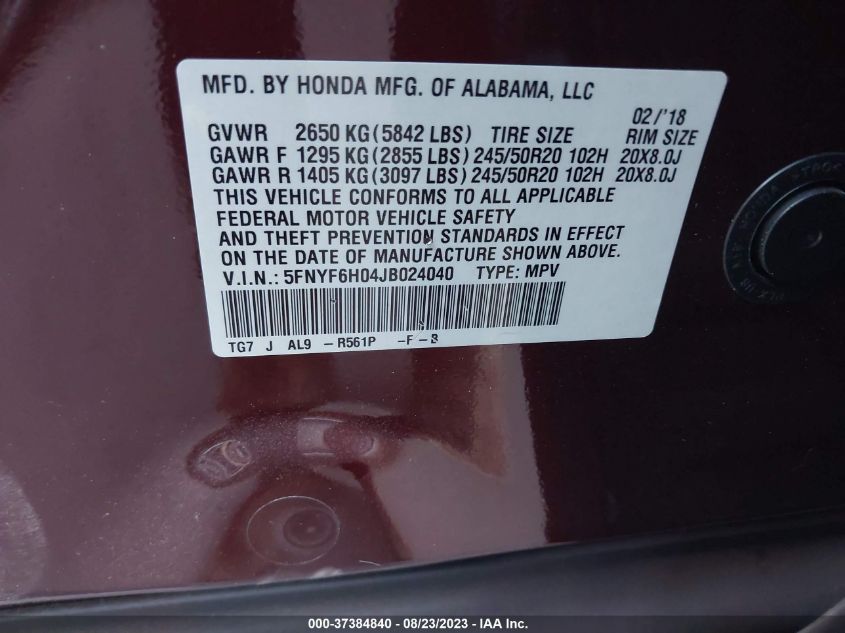 MFD. BY HONDA MFG. OF ALABAMA, LLC
02/'18
GVWR 2650 KG(5842 LBS) TIRE SIZE RIM SIZE
GAWR F 1295 KG(2855 LBS) 245/50R20 102H 20X8.0J
GAWR R 1405 KG(3097 LBS) 245/50R20 102H 20X8.0J
THIS VEHICLE CONFORMS TO ALL APPLICABLE
FEDERAL MOTOR VEHICLE SAFETY
AND THEFT PREVENTION STANDARDS IN EFFECT
ON THE DATE OF MANUFACTURE SHOWN ABOVE.
V.I.N.: 5FNYF6H04JB024040 TYPE: MPV
TG7 J AL9 -R561P -F-B
HONDA
000-37384840 - 08/23/2023 - IAA Inc.